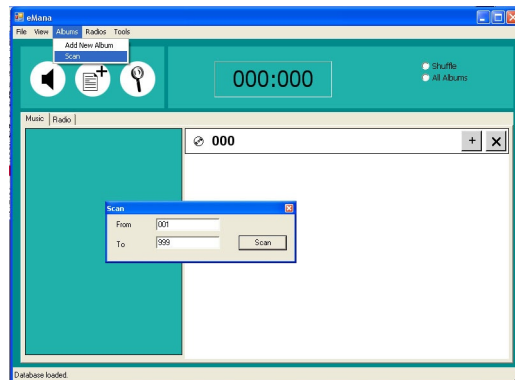 eMana
File View Albums Radios Tools
Add New Album
Scan
000:000
Shuffle
All Albums
Music Radio
000
Scan
From 001
To 999 Scan
Database loaded.